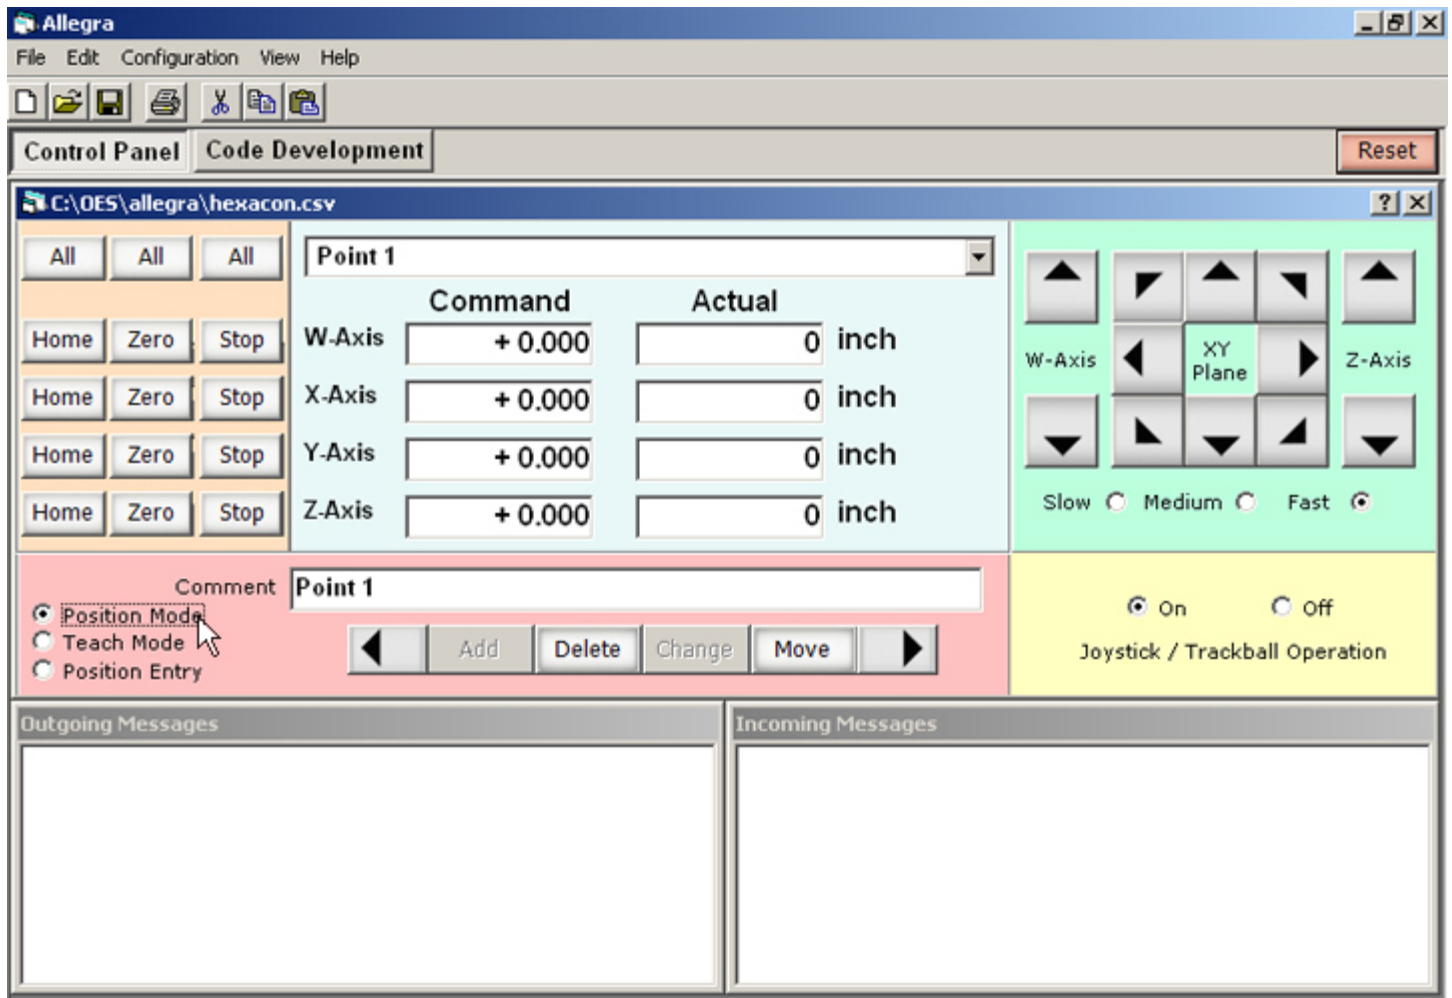 Allegra
File Edit Configuration View Help
Control Panel Code Development Reset
C:\OES\allegra\hexacon.csv
All All All
Point 1
Command Actual
Home Zero Stop W-Axis + 0.000 0 inch
Home Zero Stop X-Axis + 0.000 0 inch
Home Zero Stop Y-Axis + 0.000 0 inch
Home Zero Stop Z-Axis + 0.000 0 inch
W-Axis XY Plane Z-Axis
Slow Medium Fast
Comment Point 1
Position Mode
Teach Mode
Position Entry
Add Delete Change Move
On Off
Joystick / Trackball Operation
Outgoing Messages Incoming Messages